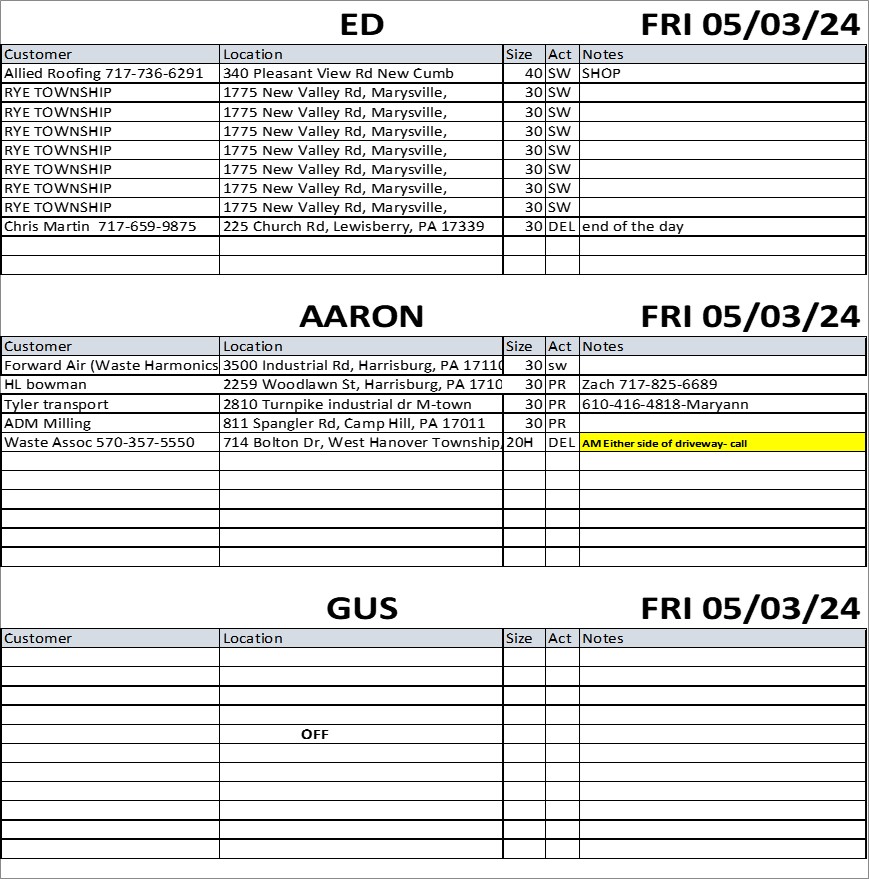 ED FRI 05/03/24
Customer Location Size Act Notes
Allied Roofing 717-736-6291 340 Pleasant View Rd New Cumb 40 SW SHOP
RYE TOWNSHIP 1775 New Valley Rd, Marysville, 30 SW
RYE TOWNSHIP 1775 New Valley Rd, Marysville, 30 SW
RYE TOWNSHIP 1775 New Valley Rd, Marysville, 30 SW
RYE TOWNSHIP 1775 New Valley Rd, Marysville, 30 SW
RYE TOWNSHIP 1775 New Valley Rd, Marysville, 30 SW
RYE TOWNSHIP 1775 New Valley Rd, Marysville, 30 SW
RYE TOWNSHIP 1775 New Valley Rd, Marysville, 30 SW
Chris Martin 717-659-9875 225 Church Rd, Lewisberry, PA 17339 30 DEL end of the day
AARON FRI 05/03/24
Customer Location Size Act Notes
Forward Air (Waste Harmonics 3500 Industrial Rd, Harrisburg, PA 17110 30 sw
HL bowman 2259 Woodlawn St, Harrisburg, PA 1710 30 PR Zach 717-825-6689
Tyler transport 2810 Turnpike industrial dr M-town 30 PR 610-416-4818-Maryann
ADM Milling 811 Spangler Rd, Camp Hill, PA 17011 30 PR
Waste Assoc 570-357-5550 714 Bolton Dr, West Hanover Township, 20H DEL AM Either side of driveway- call
GUS FRI 05/03/24
Customer Location Size Act Notes
OFF